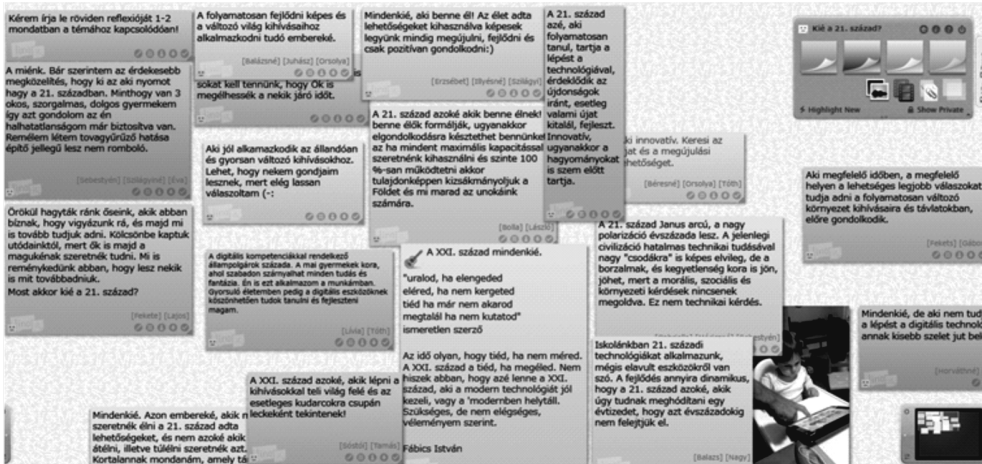 Kérem írja le röviden reflexióját 1-2
mondatban a témához kapcsolódóan!
A miénk. Bár szerintem az érdekesebb
megközelítés, hogy ki az aki nyomot
hagy a 21. században. Minthogy van 3
okos, szorgalmas, dolgos gyermekem
így azt gondolom az én
halhatatlanságom már biztosítva van.
Remélem létem tovagyűrűző hatása
építő jellegű lesz nem romboló.
[Sebestyén] [Szilágyiné] [Éva]
Örökül hagyták ránk őseink, akik abban
bíznak, hogy vigyázunk rá, és majd mi
is tovább tudjuk adni. Kölcsönbe kaptuk
utódainktól, mert ők is majd a
magukénak szeretnék tudni. Mi is
reménykedünk abban, hogy lesz nekik
is mit továbbadniuk.
Most akkor kié a 21. század?
[Fekete] [Lajos]
A folyamatosan fejlődni képes és
a változó világ kihívásaihoz
alkalmazkodni tudó embereké.
[Balázsné] [Juhász] [Orsolya]
sokat kell tennünk, hogy Ők is
megélhessék a nekik járó időt.
Aki jól alkamazkodik az állandóan
és gyorsan változó kihívásokhoz.
Lehet, hogy nekem gondjaim
lesznek, mert elég lassan
válaszoltam (-:
A digitális kompetenciákkal rendelkező
állampolgárok százada. A mai gyermekek kora,
ahol szabadon szárnyalhat minden tudás és
fantázia. Én is ezt alkalmazom a munkámban.
Gyorsuló életemben pedig a digitális eszközöknek
köszönhetően tudok tanulni és fejleszteni
magam.
[Lívia] [Tóth]
A XXI. század azoké, akik lépni a
kihívásokkal teli világ felé és az
esetleges kudarcokra csupán
leckeként tekintenek!
[Sóstói] [Tamás]
Mindenkié. Azon embereké, akik
szeretnék élni a 21. század adta
lehetőségeket, és nem azoké akik
átélni, illetve túlélni szeretnék azt.
Kortalannak mondanám, amely
Mindenkié, aki benne él! Az élet adta
lehetőségeket kihasználva képesek
legyünk mindig megújulni, fejlődni és
csak pozitívan gondolkodni:)
[Erzsébet] [Illyésné] [Szilágyi]
A 21. század azoké akik benne élnek!
benne élők formálják, ugyanakkor
elgondolkodásra késztethet bennünket
az ha mindent maximális kapacitással
szeretnénk kihasználni és szinte 100
%-san működtetni akkor
tulajdonképpen kizsákmányoljuk a
Földet és mi marad az unokáink
számára.
[Bolla] [László]
A XXI. század mindenkié.
"uralod, ha elengeded
eléred, ha nem kergeted
tiéd ha már nem akarod
megtalál ha nem kutatod"
ismeretlen szerző
Az idő olyan, hogy tiéd, ha nem méred.
A XXI. század a tiéd, ha megéled. Nem
hiszek abban, hogy azé lenne a XXI.
század, aki a modern technológiát jól
kezeli, vagy a 'modernben helytáll.
Szükséges, de nem elégséges,
véleményem szerint.
Fábics István
A 21. század
azé, aki
folyamatosan
tanul, tartja a
lépést a
technológiával,
érdeklődik az
újdonságok
iránt, esetleg
valami újat
kitalál, fejleszt.
Innovatív,
ugyanakkor a
hagyományokat
is szem előtt
tartja.
innovatív. Keresi az
és a megújulási
[Béresné] [Orsolya] [Tóth]
A 21. század Janus arcú, a nagy
polarizáció évszázada lesz. A jelenlegi
civilizáció hatalmas technikai tudásával
nagy "csodákra" is képes elvileg, de a
borzalmak, és kegyetlenség kora is jön,
jöhet, mert a morális, szociális és
környezeti kérdések nincsenek
megoldva. Ez nem technikai kérdés.
Iskolánkban 21. századi
technológiákat alkalmazunk,
mégis elavult eszközökről van
szó. A fejlődés annyira dinamikus,
hogy a 21. század azoké, akik
úgy tudnak meghódítani egy
évtizedet, hogy azt évszázadokig
nem felejtjük el.
[Balazs] [Nagy]
Kié a 21. század?
Highlight New
Show Private
Aki megfelelő időben, a megfelelő
helyen a lehetséges legjobb válaszokat
tudja adni a folyamatosan változó
környezet kihívásaira és távlatokban,
előre gondolkodik.
[Fekets]
Mindenkié, de aki nem
a lépést a digitális
annak kisebb szelet jut
[Horváthné]